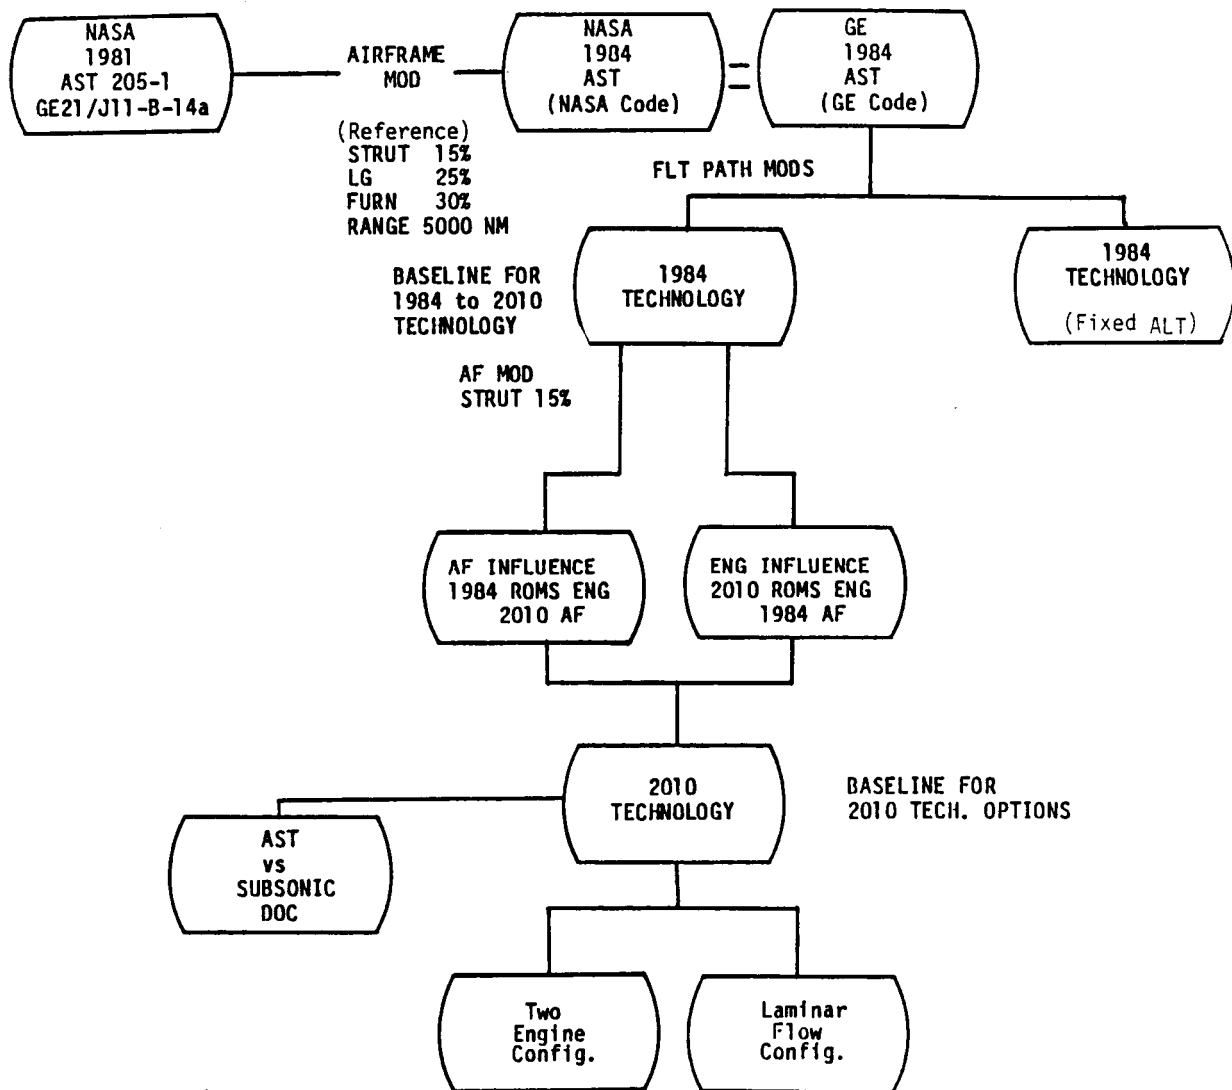 NASA
1981
AST 205-1
GE21/J11-B-14a
AIRFRAME
MOD
NASA
1984
AST
(NASA Code)
=
GE
1984
AST
(GE Code)
(Reference)
STRUT 15%
LG 25%
FURN 30%
RANGE 5000 NM
FLT PATH MODS
BASELINE FOR
1984 to 2010
TECHNOLOGY
1984
TECHNOLOGY
1984
TECHNOLOGY
(Fixed ALT)
AF MOD
STRUT 15%
AF INFLUENCE
1984 ROMS ENG
2010 AF
ENG INFLUENCE
2010 ROMS ENG
1984 AF
2010
TECHNOLOGY
BASELINE FOR
2010 TECH. OPTIONS
AST
vs
SUBSONIC
DOC
Two
Engine
Config.
Laminar
Flow
Config.